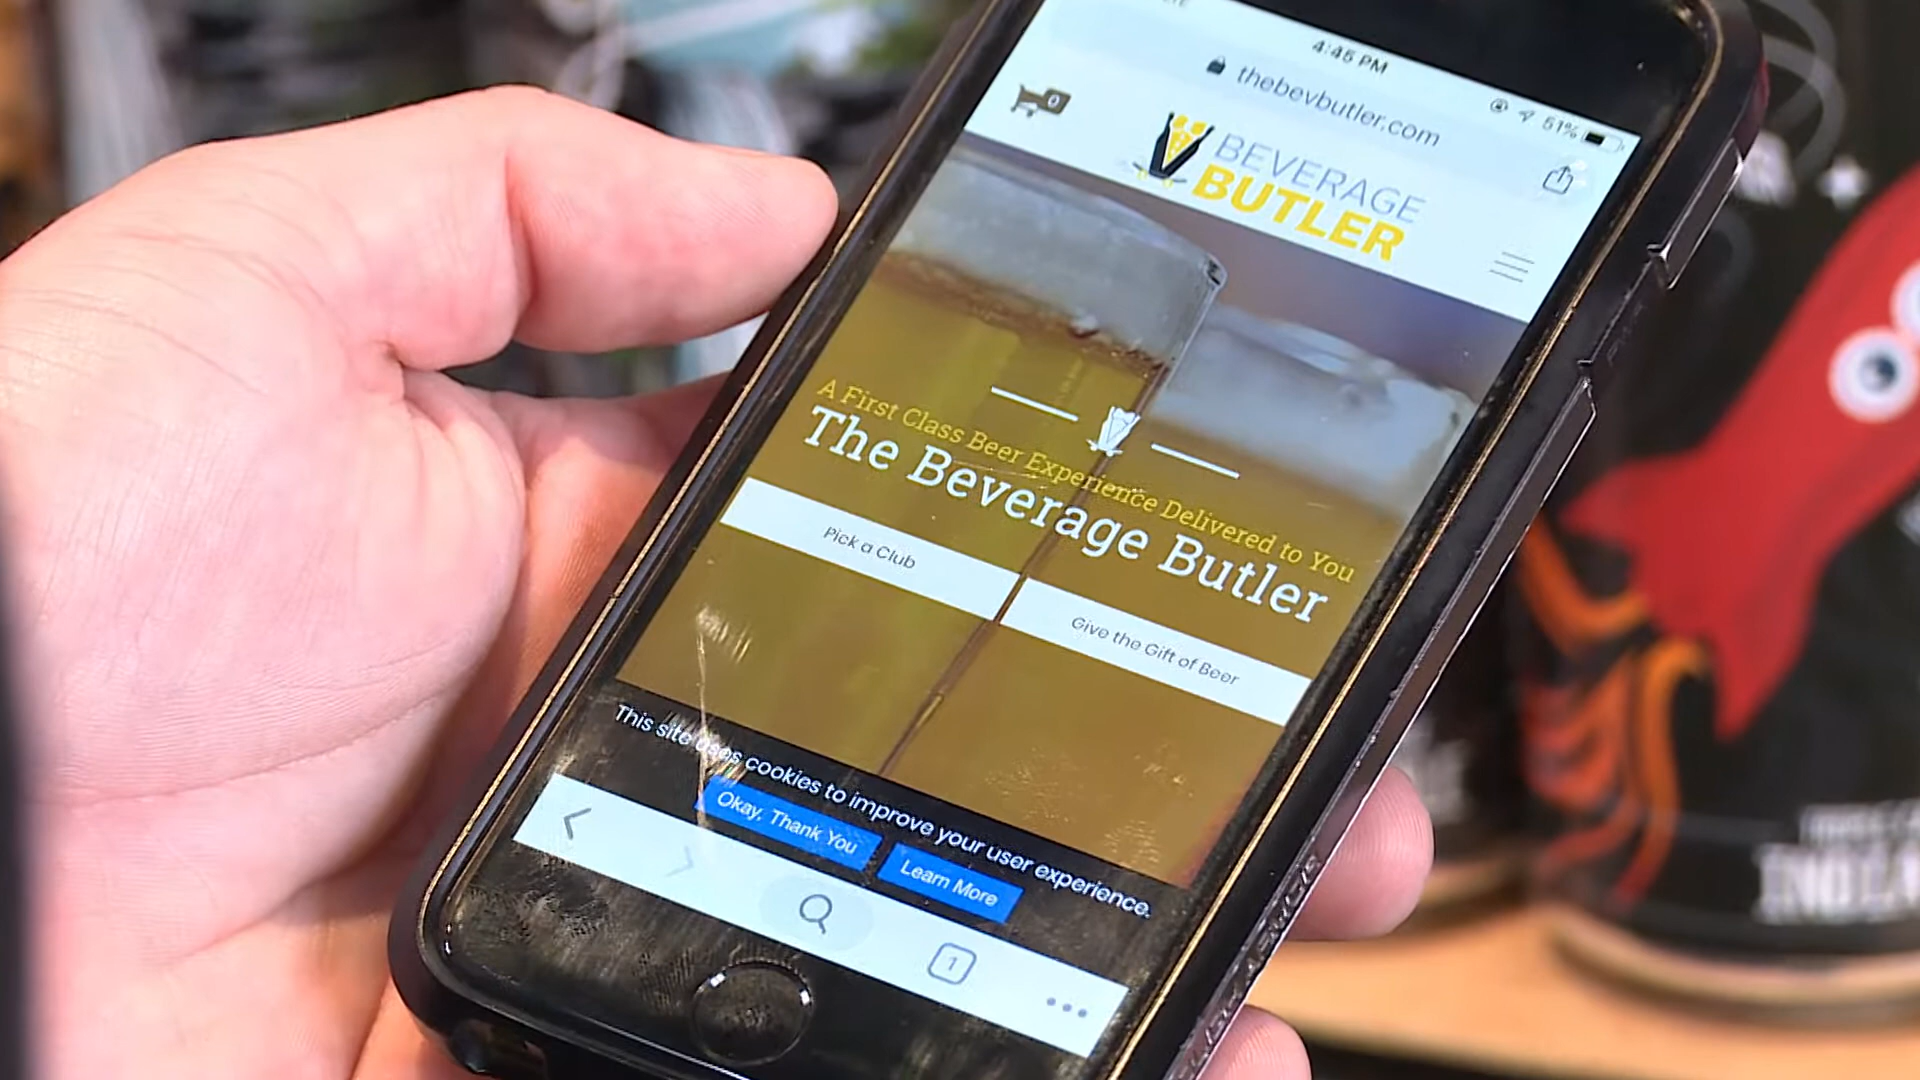 4:45 PM
51%
thebevbutler.com
0
BEVERAGE
BUTLER
A First Class Beer Experience Delivered to You
The Beverage Butler
Pick a Club
Give the Gift of Beer
This site uses cookies to improve your user experience.
Okay, Thank You
Learn More
1